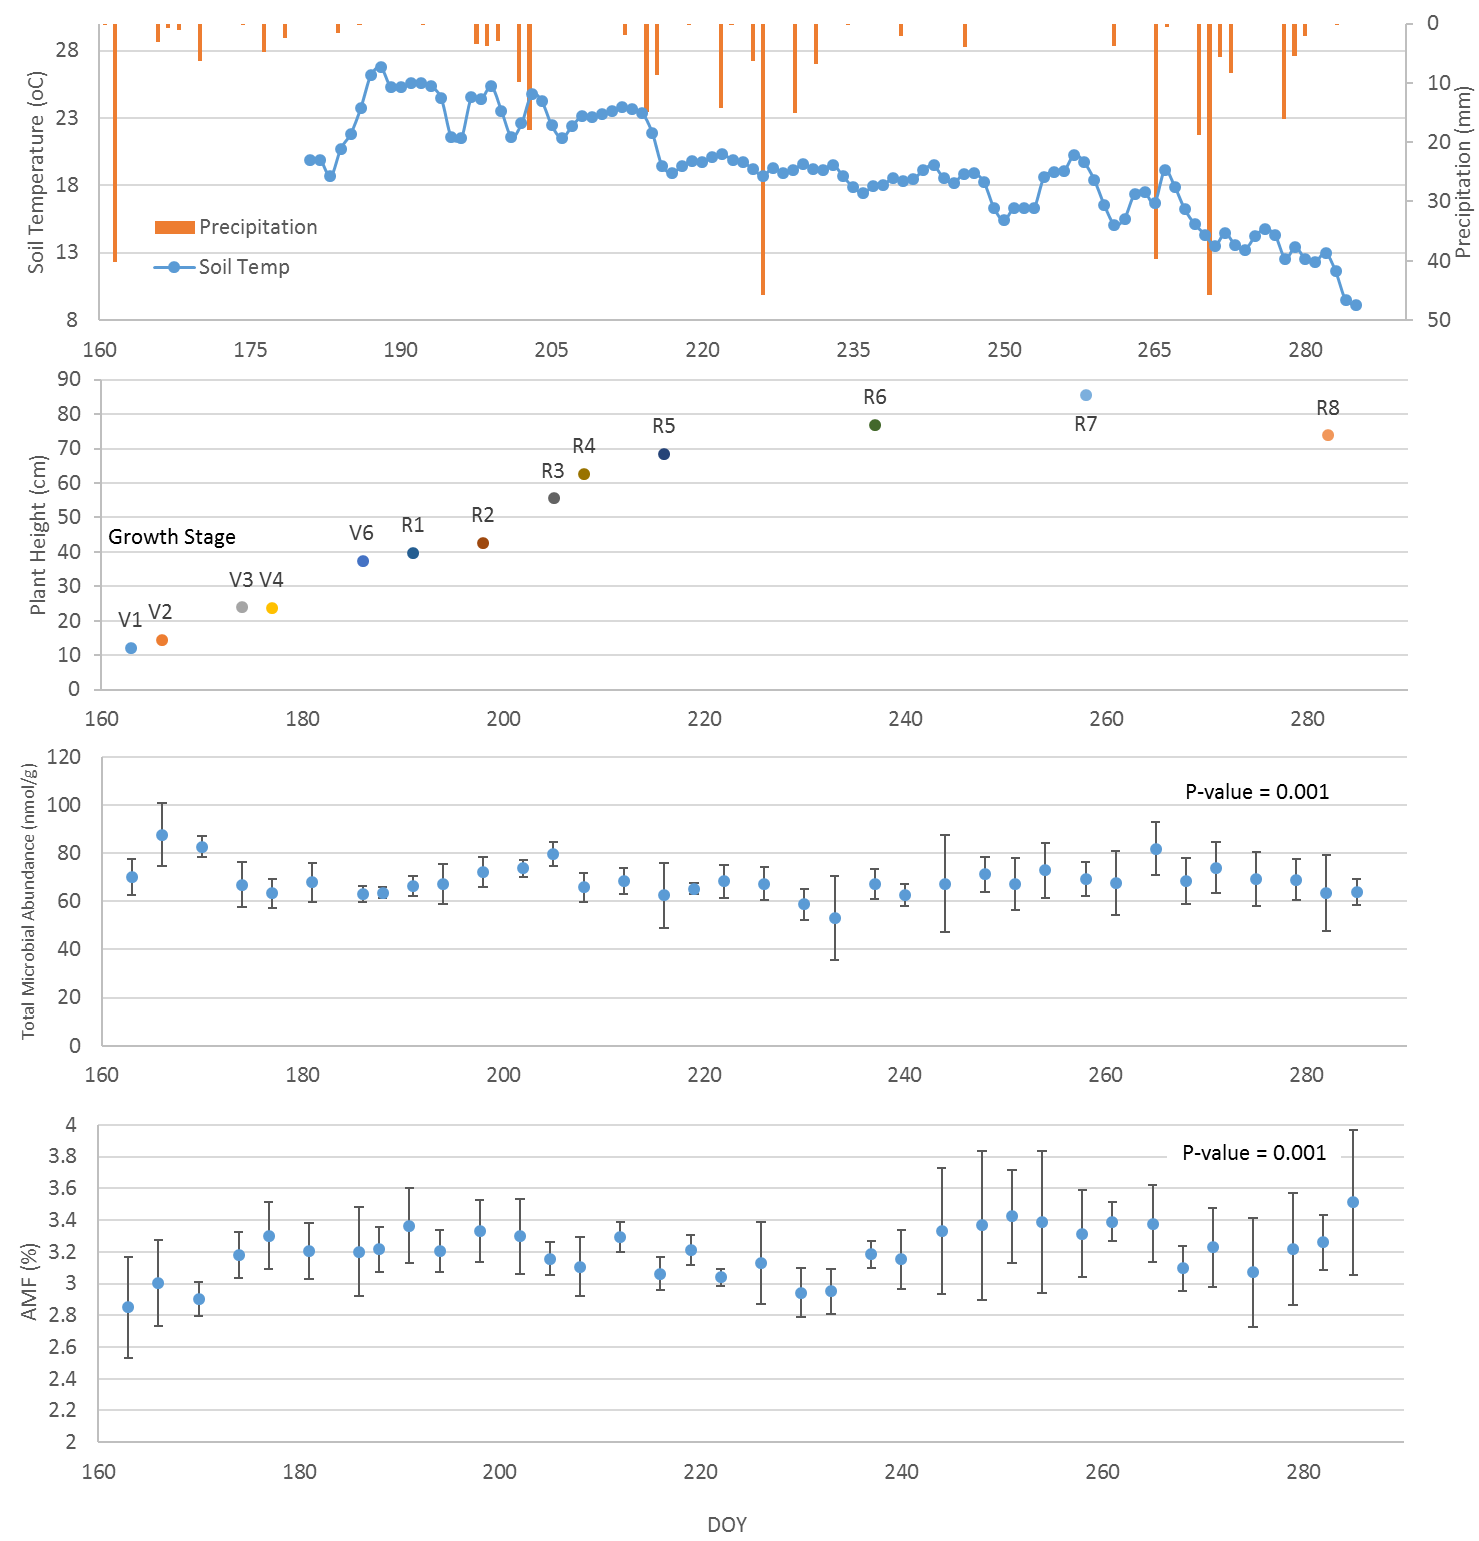 Soil Temperature (oC)
28
23
18
13
8
Precipitation
Soil Temp
0
10
20
30
40
50
Precipitation (mm)
160 175 190 205 220 235 250 265 280
Plant Height (cm)
90
80
70
60
50
40
30
20
10
0
Growth Stage
V1 V2 V3 V4 V6 R1 R2 R3 R4 R5 R6 R7 R8
160 180 200 220 240 260 280
Total Microbial Abundance (nmol/g)
120
100
80
60
40
20
0
P-value = 0.001
160 180 200 220 240 260 280
AMF (%)
4
3.8
3.6
3.4
3.2
3
2.8
2.6
2.4
2.2
2
P-value = 0.001
160 180 200 220 240 260 280
DOY